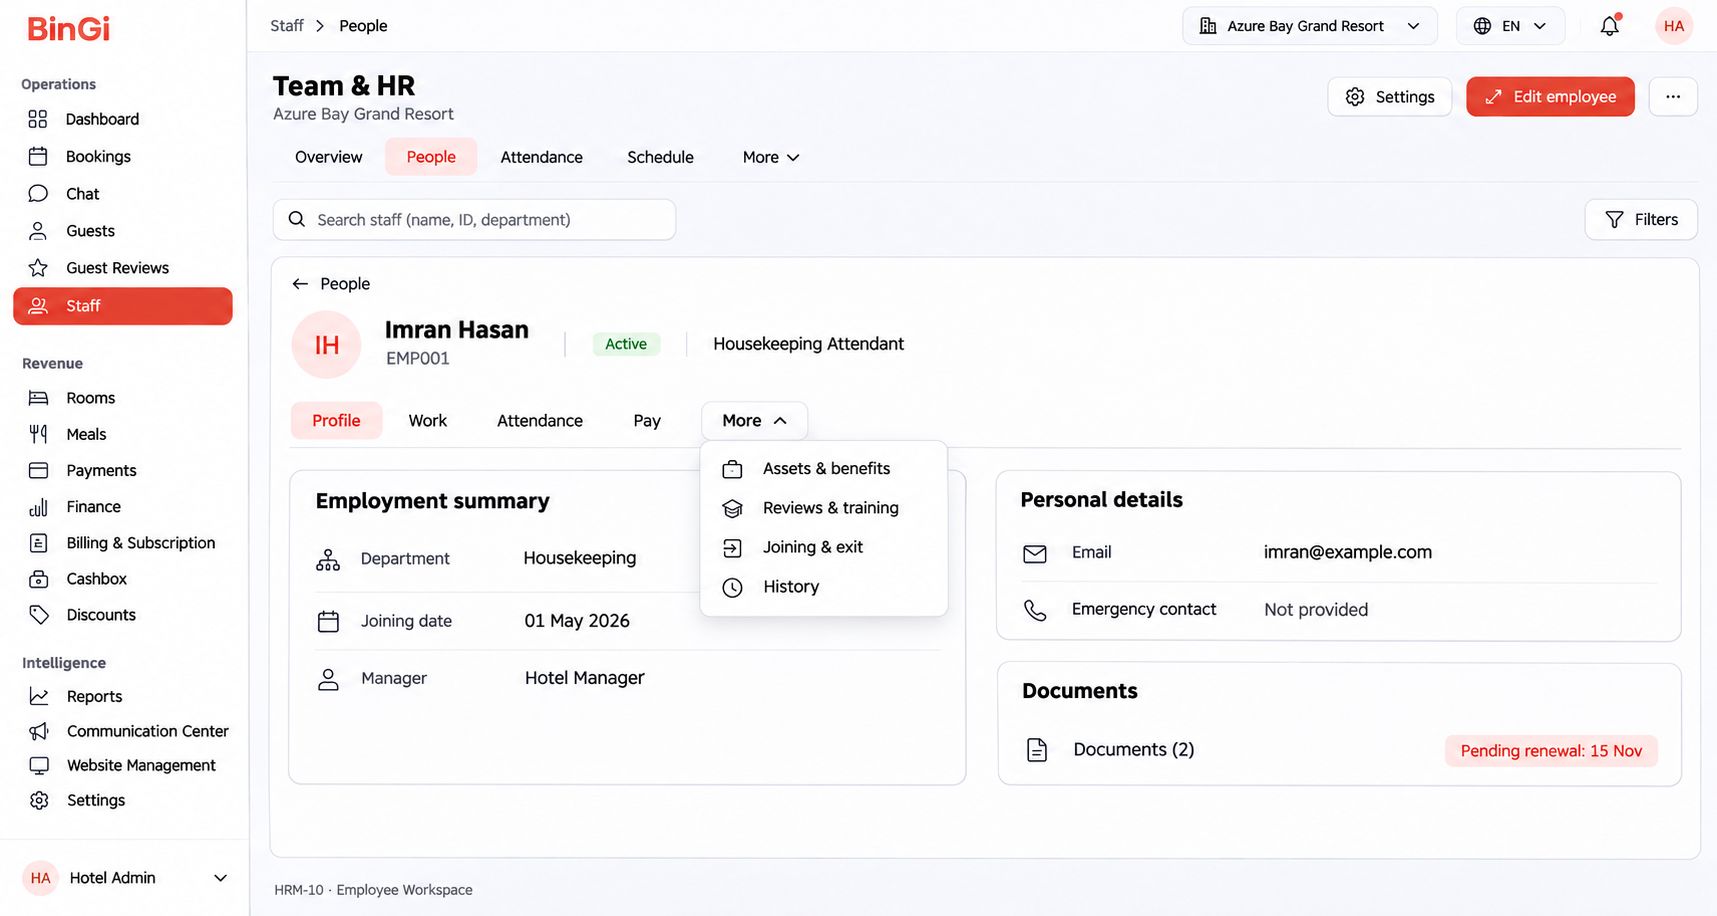 BinGi
Staff > People
Azure Bay Grand Resort
EN
HA
Operations
Dashboard
Bookings
Chat
Guests
Guest Reviews
Staff
Revenue
Rooms
Meals
Payments
Finance
Billing & Subscription
Cashbox
Discounts
Intelligence
Reports
Communication Center
Website Management
Settings
HA Hotel Admin
Team & HR
Azure Bay Grand Resort
Settings
Edit employee
...
Overview People Attendance Schedule More
Search staff (name, ID, department)
Filters
← People
IH
Imran Hasan
EMP001
Active
Housekeeping Attendant
Profile Work Attendance Pay More
Assets & benefits
Reviews & training
Joining & exit
History
Employment summary
Department Housekeeping
Joining date 01 May 2026
Manager Hotel Manager
Personal details
Email imran@example.com
Emergency contact Not provided
Documents
Documents (2) Pending renewal: 15 Nov
HRM-10 · Employee Workspace